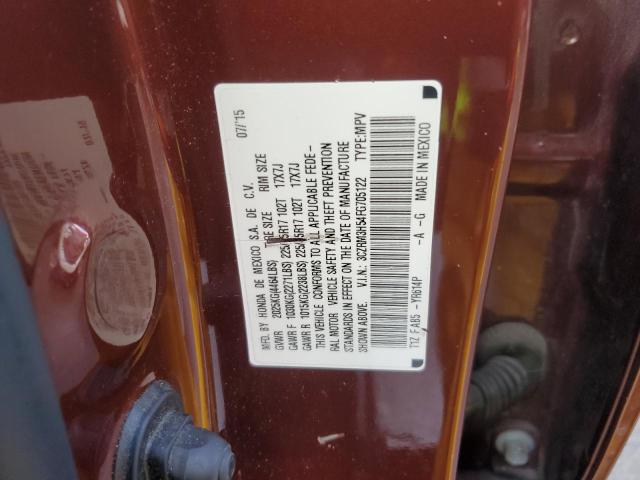 MFD. BY HONDA DE MEXICO S.A. DE C.V. 07/'15
TIRE SIZE RIM SIZE
GVWR 2025KG(4464LBS)
GAWR F 1030KG(2271LBS) 225/65R17 102T 17X7J
GAWR R 1015KG(2238LBS) 225/65R17 102T 17X7J
THIS VEHICLE CONFORMS TO ALL APPLICABLE FEDE-
RAL MOTOR VEHICLE SAFETY AND THEFT PREVENTION
STANDARDS IN EFFECT ON THE DATE OF MANUFACTURE
SHOWN ABOVE. V.I.N.: 3CZRM3H54FG705122 TYPE:MPV
T1Z FAB5 -YR614P -A -G MADE IN MEXICO